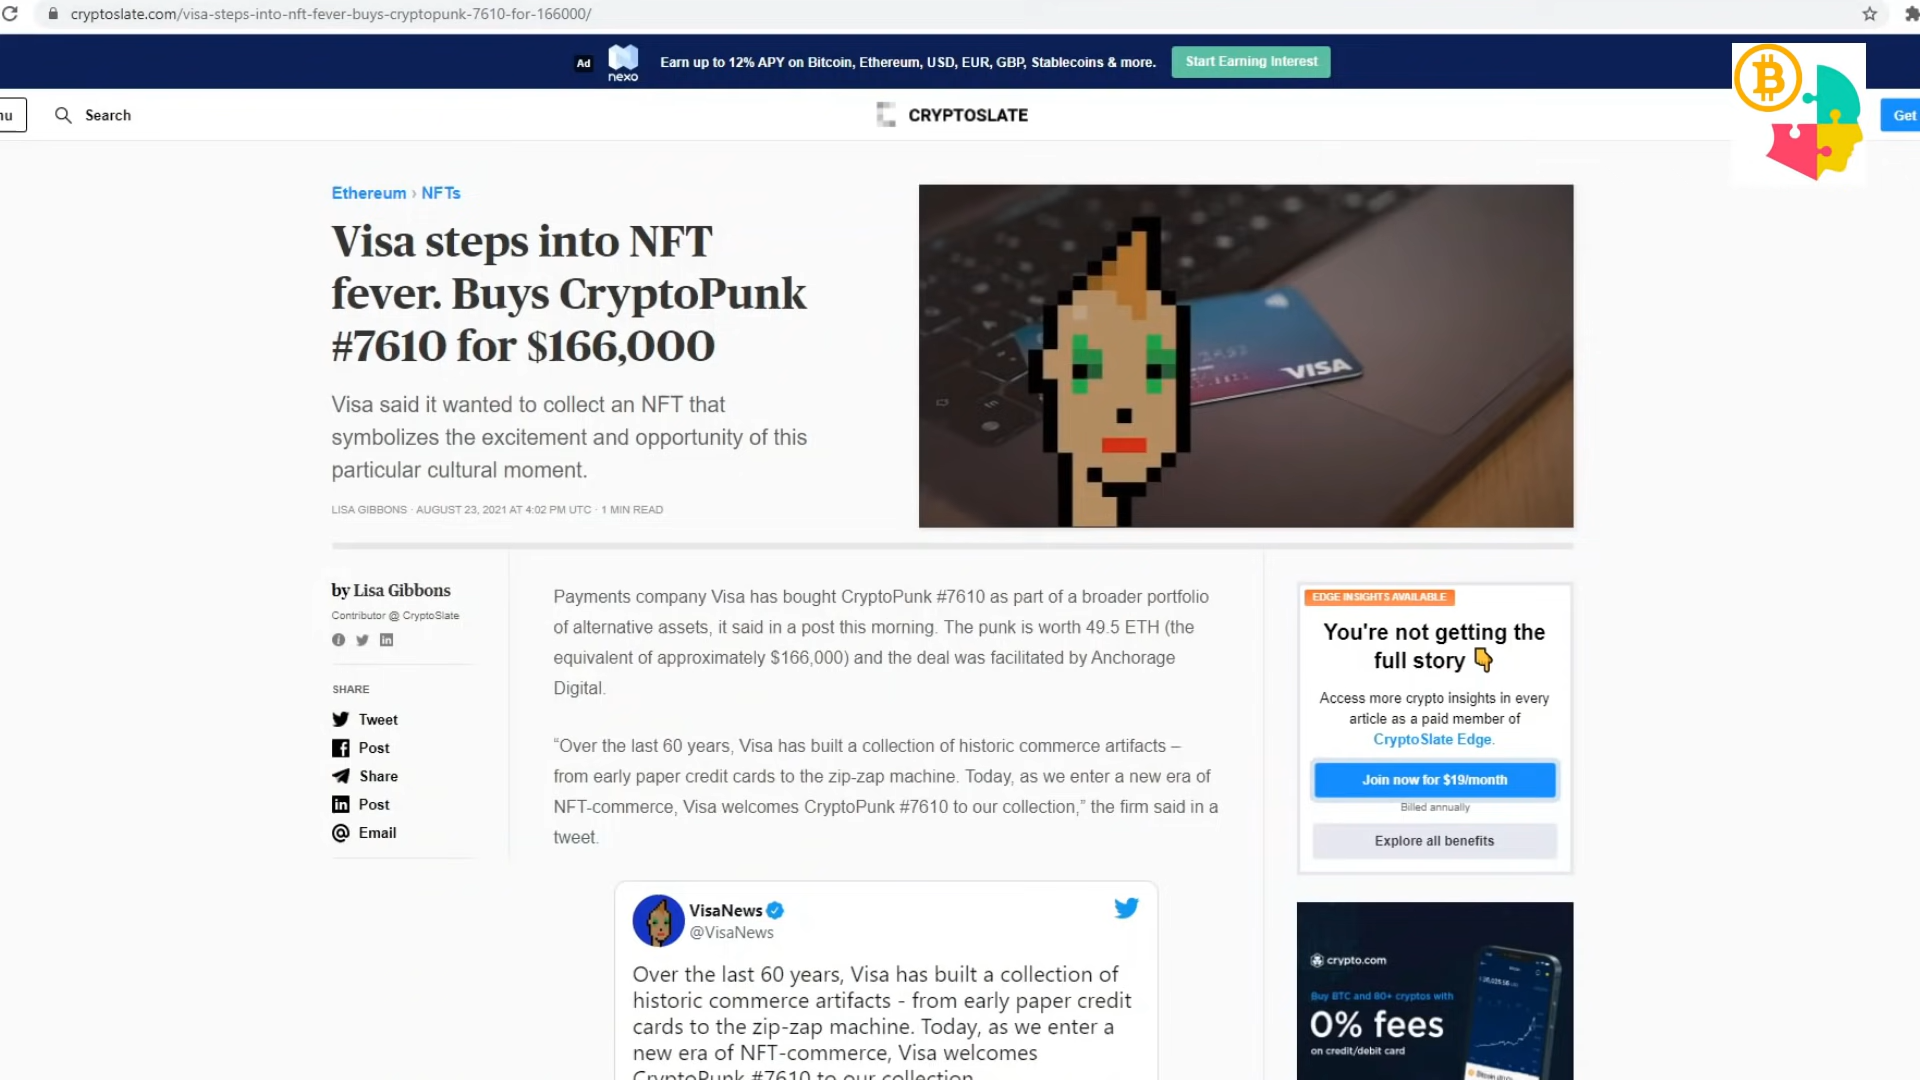 cryptoslate.com/visa-steps-into-nft-fever-buys-cryptopunk-7610-for-166000/
Ad
nexo
Earn up to 12% APY on Bitcoin, Ethereum, USD, EUR, GBP, Stablecoins & more.
Start Earning Interest
nu
Search
CRYPTOSLATE
Get
Ethereum › NFTs
Visa steps into NFT
fever. Buys CryptoPunk
#7610 for $166,000
Visa said it wanted to collect an NFT that
symbolizes the excitement and opportunity of this
particular cultural moment.
LISA GIBBONS · AUGUST 23, 2021 AT 4:02 PM UTC · 1 MIN READ
VISA
by Lisa Gibbons
Contributor @ CryptoSlate
SHARE
Tweet
Post
Share
Post
Email
Payments company Visa has bought CryptoPunk #7610 as part of a broader portfolio
of alternative assets, it said in a post this morning. The punk is worth 49.5 ETH (the
equivalent of approximately $166,000) and the deal was facilitated by Anchorage
Digital.
“Over the last 60 years, Visa has built a collection of historic commerce artifacts –
from early paper credit cards to the zip-zap machine. Today, as we enter a new era of
NFT-commerce, Visa welcomes CryptoPunk #7610 to our collection,” the firm said in a
tweet.
VisaNews
@VisaNews
Over the last 60 years, Visa has built a collection of
historic commerce artifacts - from early paper credit
cards to the zip-zap machine. Today, as we enter a
new era of NFT-commerce, Visa welcomes
CryptoPunk #7610 to our collection
EDGE INSIGHTS AVAILABLE
You're not getting the
full story
Access more crypto insights in every
article as a paid member of
CryptoSlate Edge.
Join now for $19/month
Billed annually
Explore all benefits
crypto.com
Buy BTC and 80+ cryptos with
0% fees
on credit/debit card